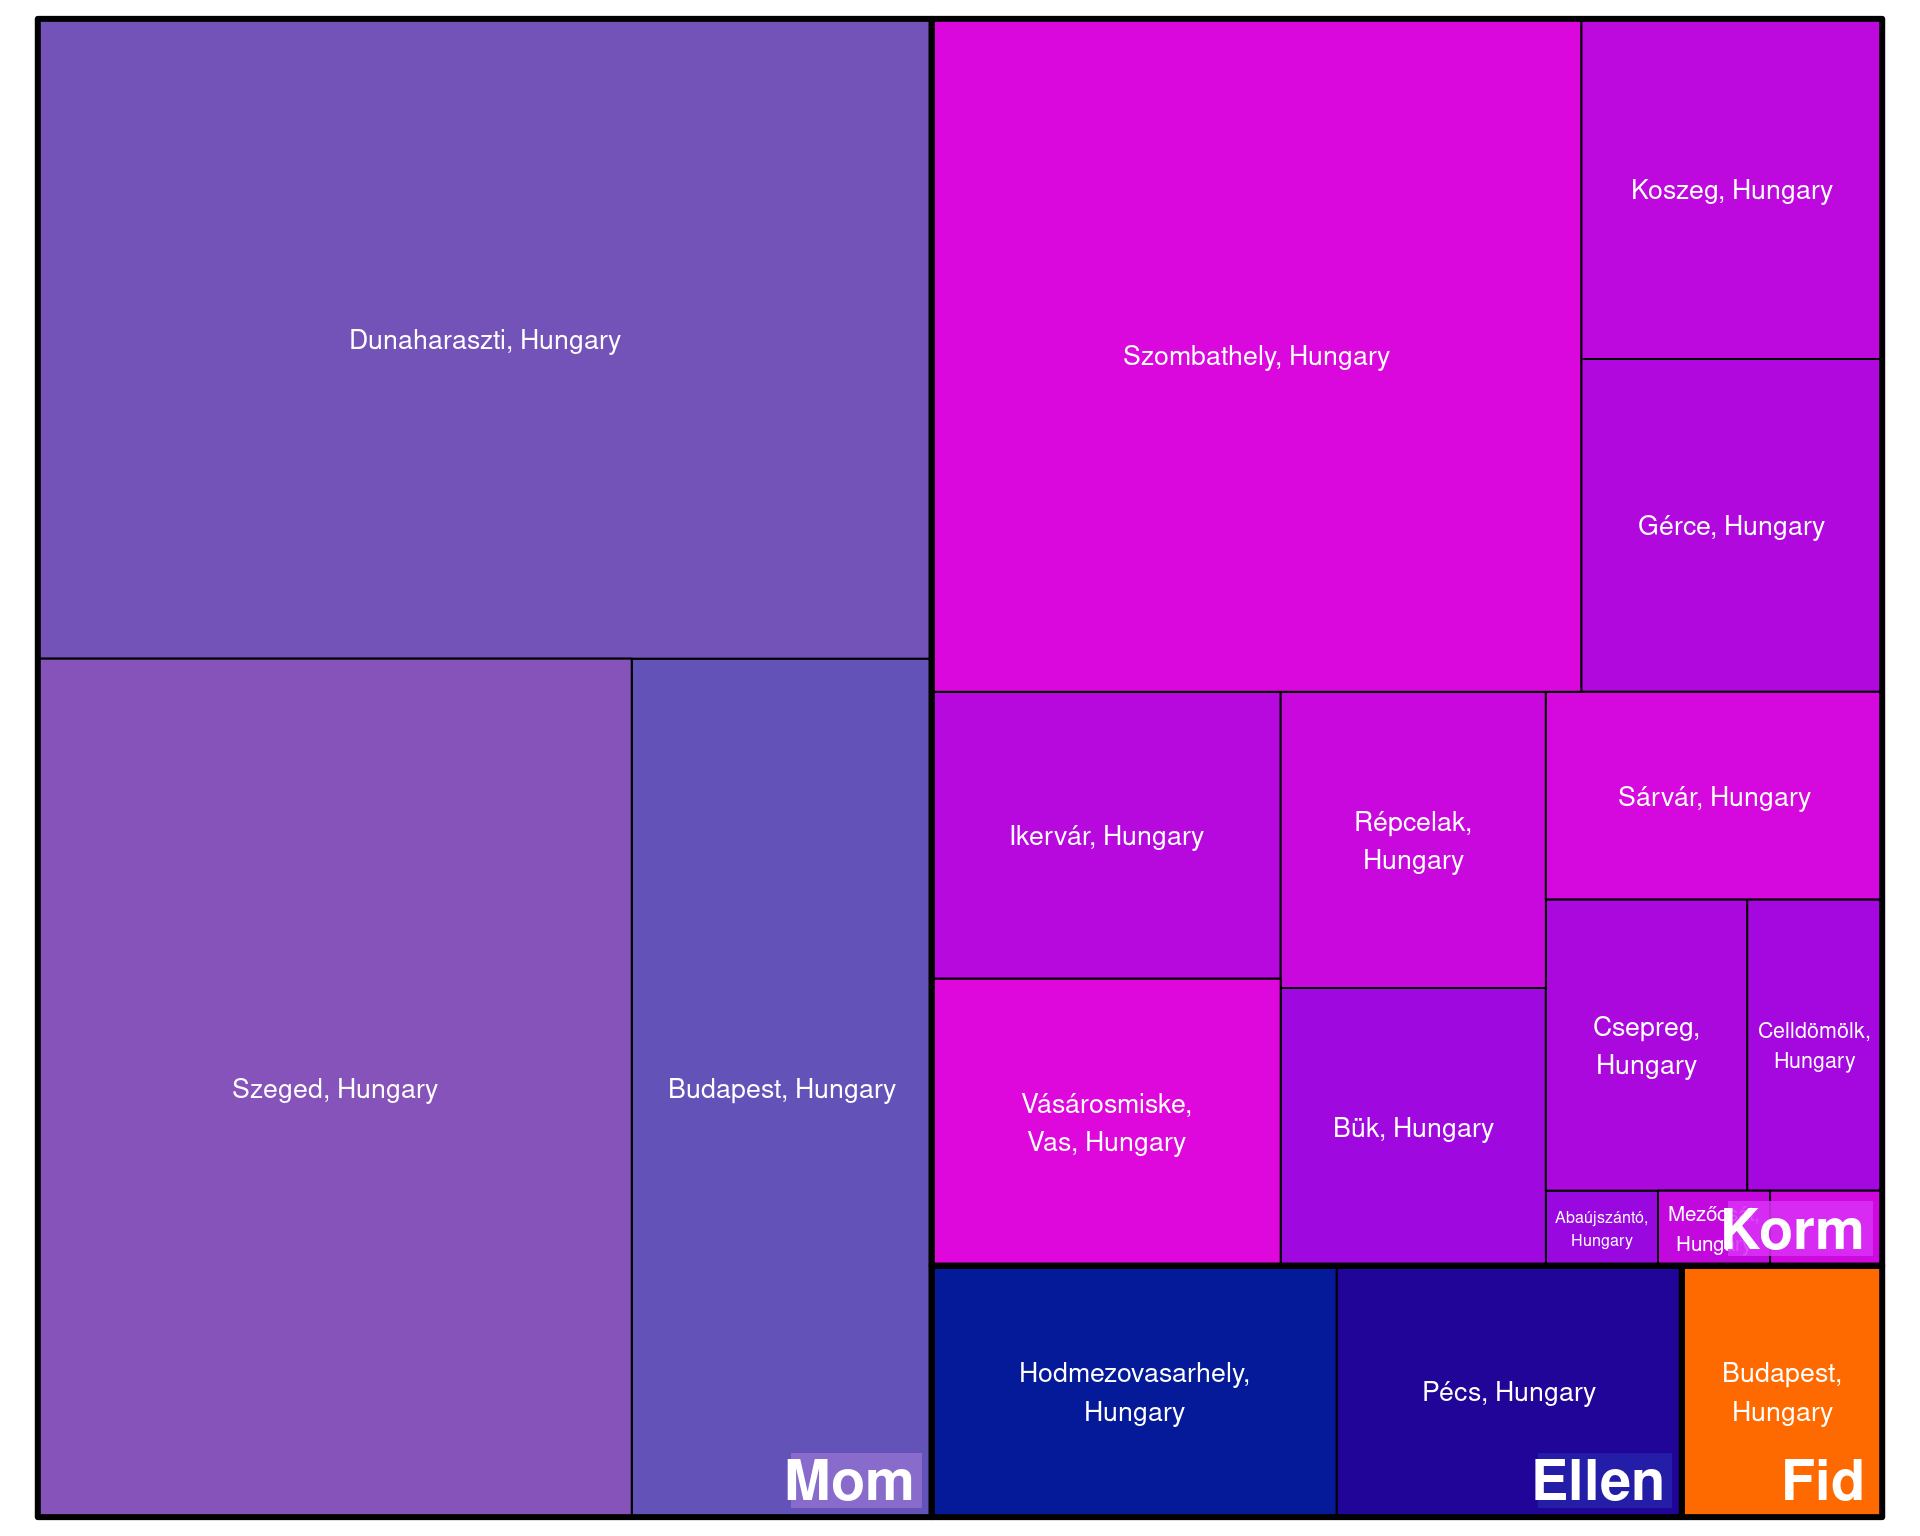 Dunaharaszti, Hungary
Szeged, Hungary
Budapest, Hungary
Mom
Szombathely, Hungary
Koszeg, Hungary
Gérce, Hungary
Ikervár, Hungary
Répcelak,
Hungary
Sárvár, Hungary
Vásárosmiske,
Vas, Hungary
Bük, Hungary
Csepreg,
Hungary
Celldömölk,
Hungary
Abaújszántó,
Hungary
Hungary
Korm
Hodmezovasarhely,
Hungary
Pécs, Hungary
Ellen
Budapest,
Hungary
Fid